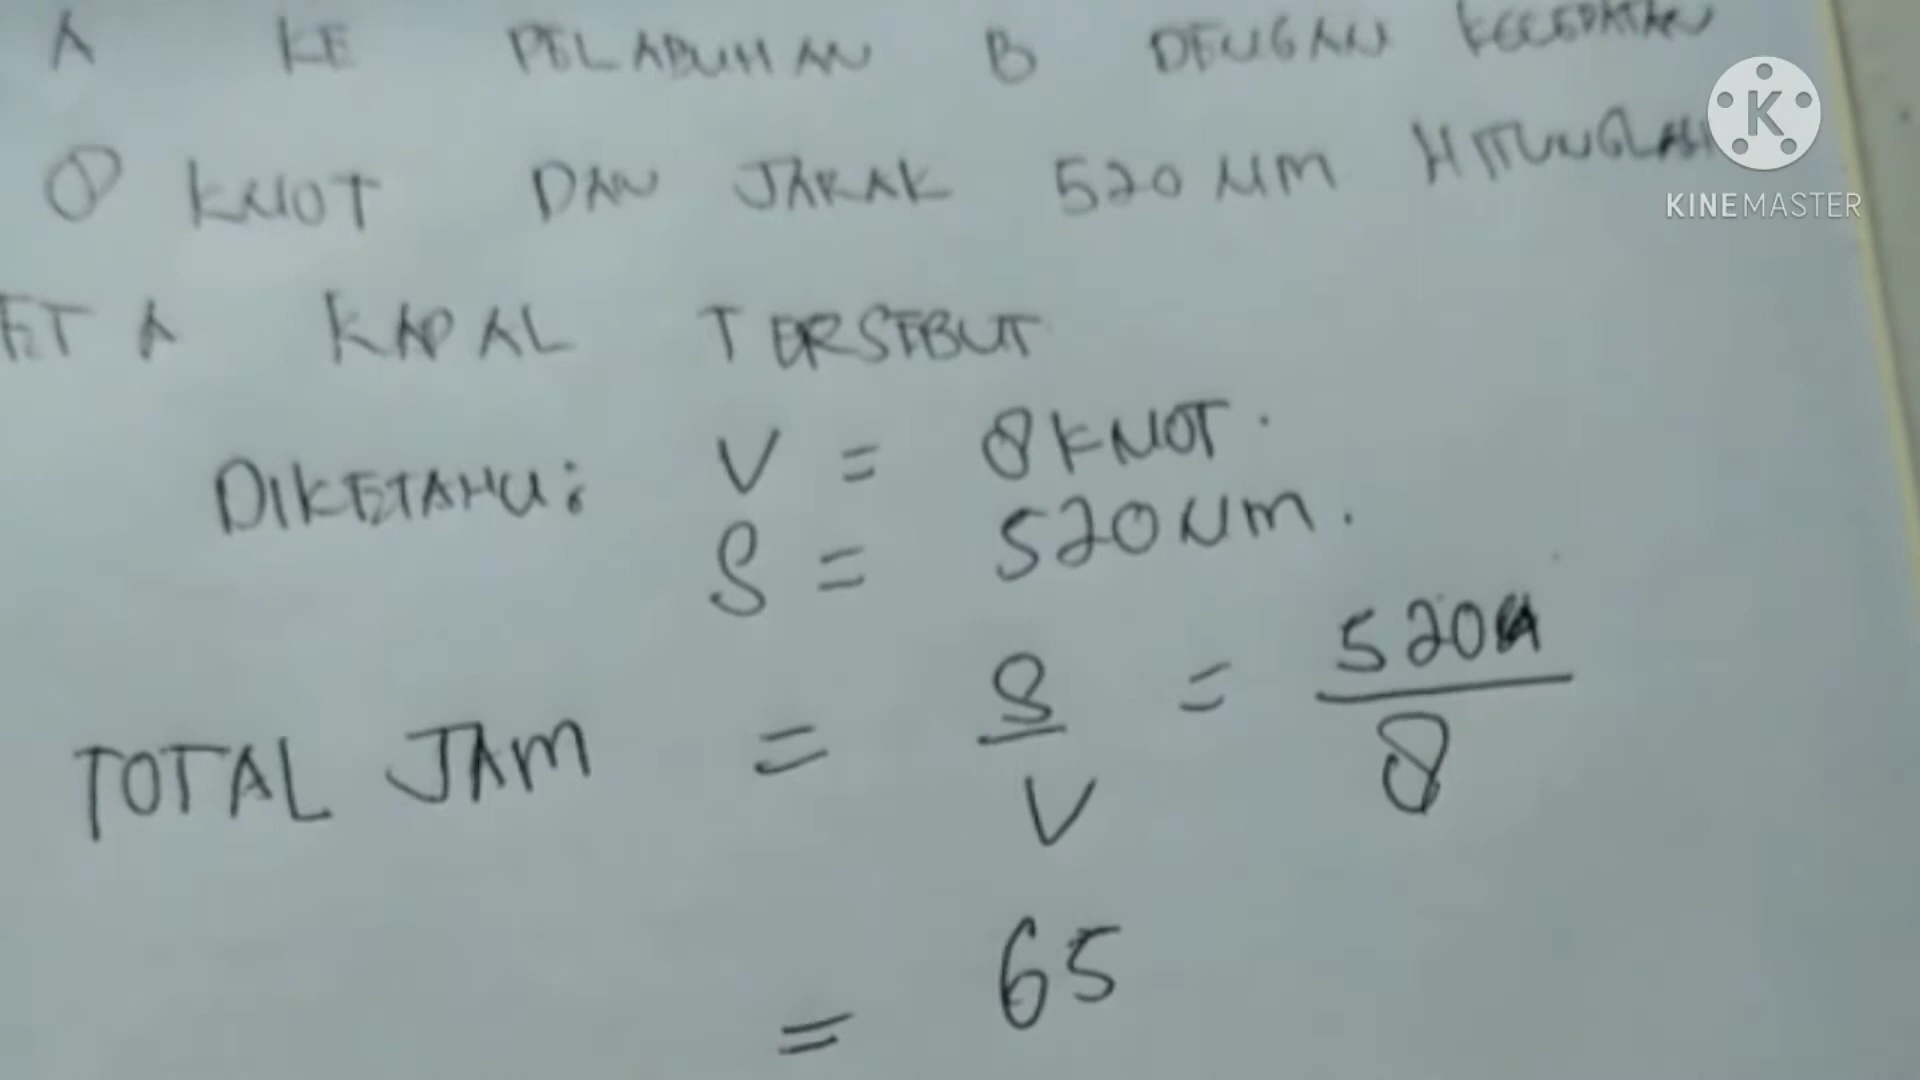 A KE PELABUHAN B DENGAN KECEPATAN
8 KNOT DAN JARAK 520 NM HITUNGLAH
ETA KAPAL TERSEBUT
DIKETAHUI: V = 8 KNOT.
S = 520 NM.
TOTAL JAM = S/V = 520/8
= 65
K
KINEMASTER